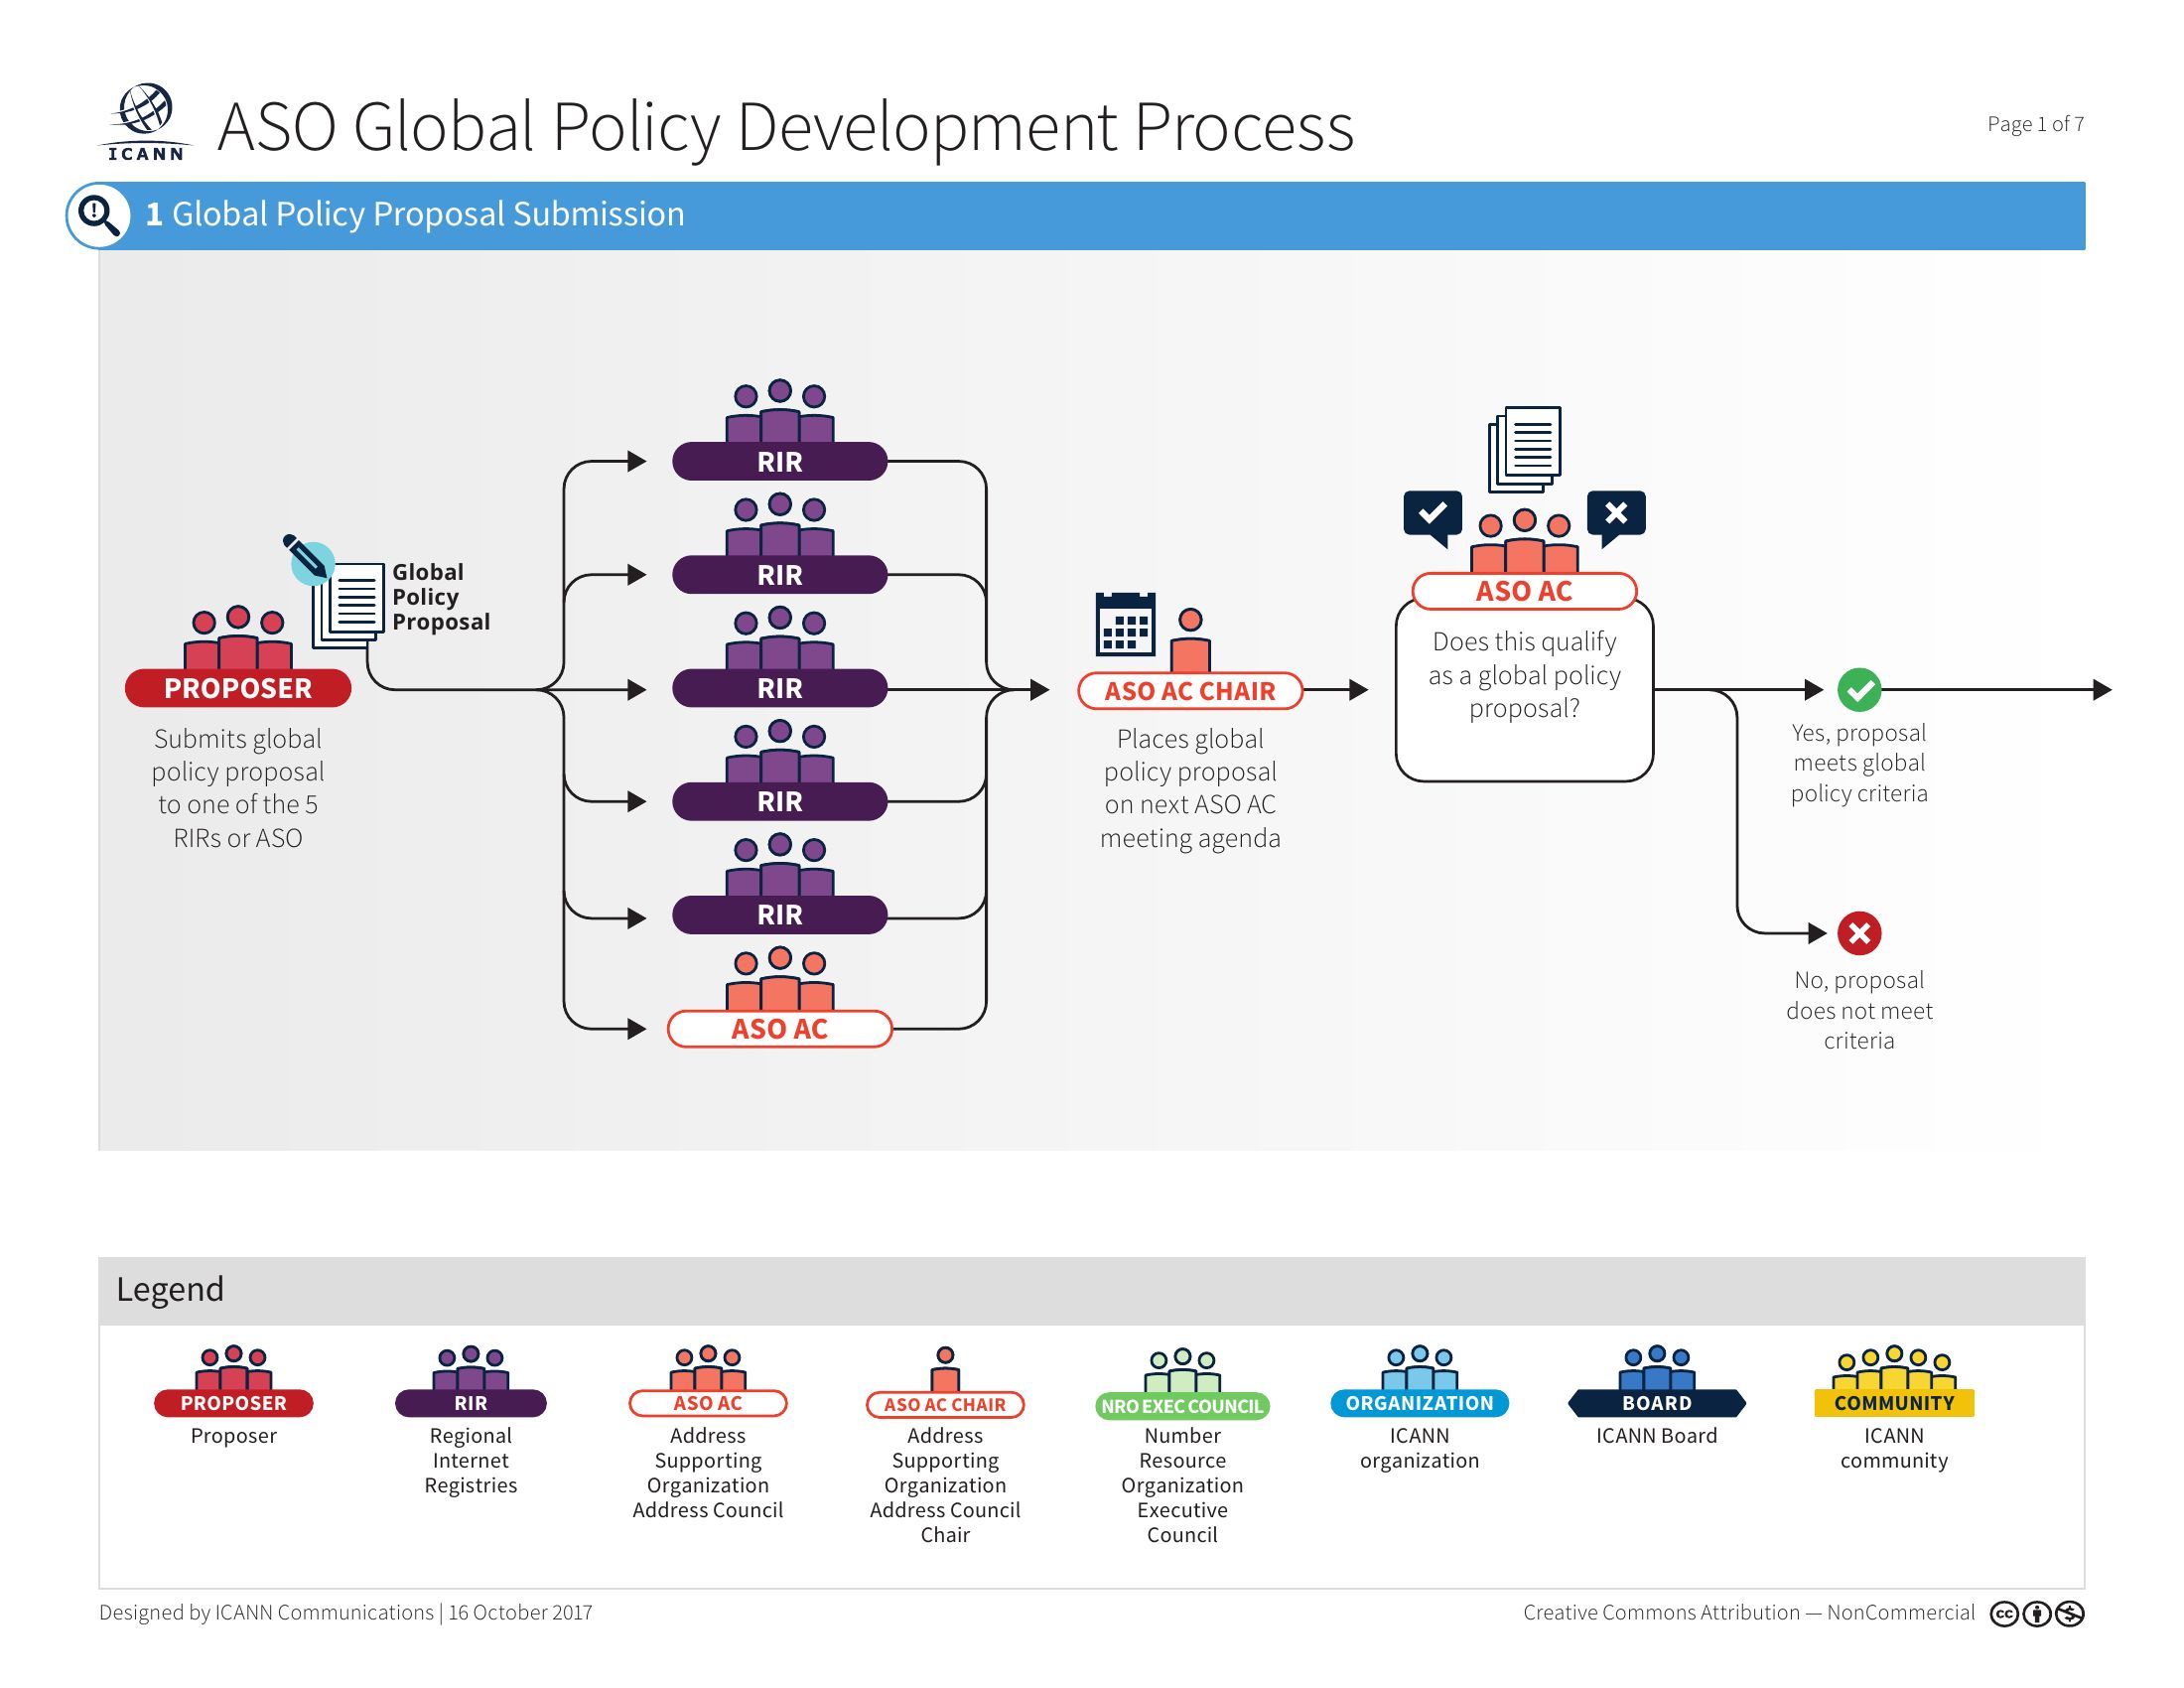 ICANN
ASO Global Policy Development Process
Page 1 of 7
1 Global Policy Proposal Submission
Global
Policy
Proposal
PROPOSER
Submits global
policy proposal
to one of the 5
RIRs or ASO
RIR
RIR
RIR
RIR
RIR
ASO AC
ASO AC CHAIR
Places global
policy proposal
on next ASO AC
meeting agenda
ASO AC
Does this qualify
as a global policy
proposal?
Yes, proposal
meets global
policy criteria
No, proposal
does not meet
criteria
Legend
PROPOSER
Proposer
RIR
Regional
Internet
Registries
ASO AC
Address
Supporting
Organization
Address Council
ASO AC CHAIR
Address
Supporting
Organization
Address Council
Chair
NRO EXEC COUNCIL
Number
Resource
Organization
Executive
Council
ORGANIZATION
ICANN
organization
BOARD
ICANN Board
COMMUNITY
ICANN
community
Designed by ICANN Communications | 16 October 2017
Creative Commons Attribution — NonCommercial
cc